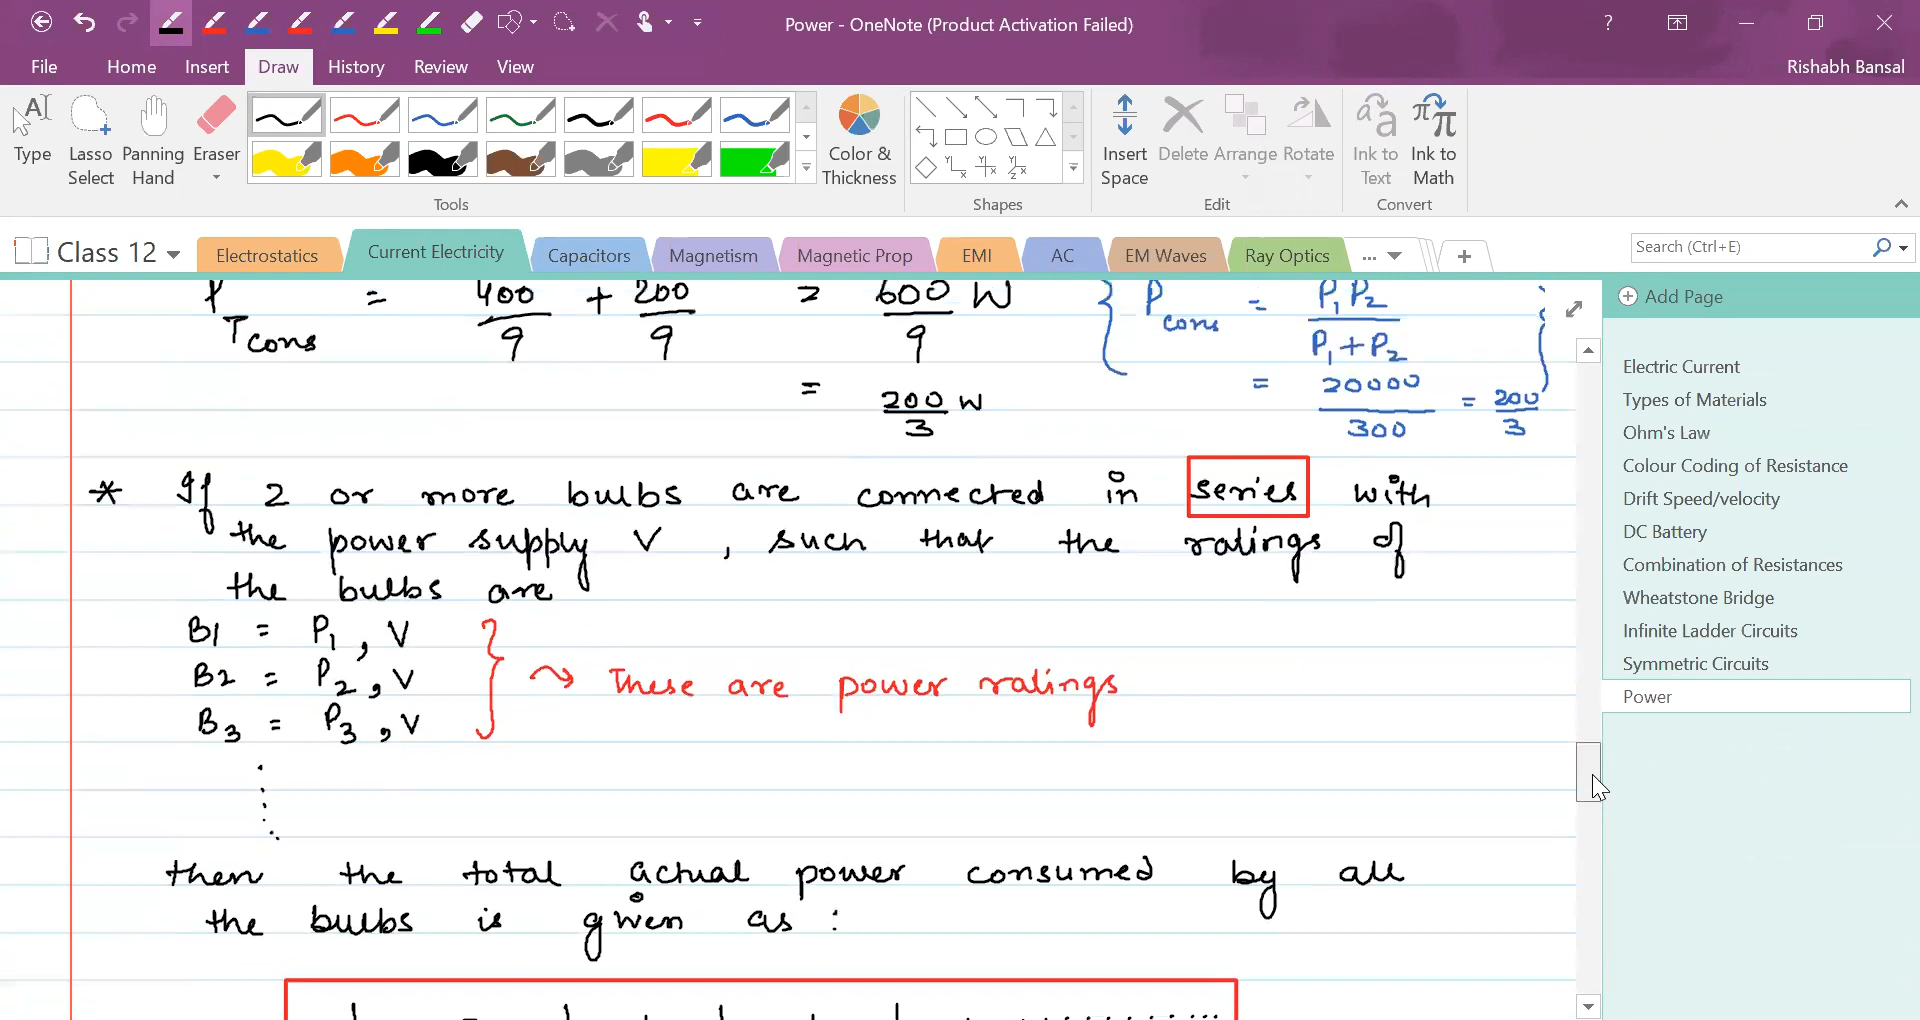 Power - OneNote (Product Activation Failed)
?
File Home Insert Draw History Review View
Rishabh Bansal
Type
Lasso Select
Panning Hand
Eraser
Color & Thickness
Insert Space
Delete Arrange Rotate
Ink to Text
Ink to Math
Tools Shapes Edit Convert
Class 12
Electrostatics Current Electricity Capacitors Magnetism Magnetic Prop EMI AC EM Waves Ray Optics ... +
Search (Ctrl+E)
Add Page
Electric Current
Types of Materials
Ohm's Law
Colour Coding of Resistance
Drift Speed/velocity
DC Battery
Combination of Resistances
Wheatstone Bridge
Infinite Ladder Circuits
Symmetric Circuits
Power
P_Tcons = 400/9 + 200/9 = 600/9 W
= 200/3 W
{ P_cons = P1P2/(P1+P2)
= 20000/300 = 200/3 }
* If 2 or more bulbs are connected in series with
the power supply V , such that the ratings of
the bulbs are
B1 = P1 , V
B2 = P2 , V
B3 = P3 , V
} ⇝ These are power ratings
then the total actual power consumed by all
the bulbs is given as :